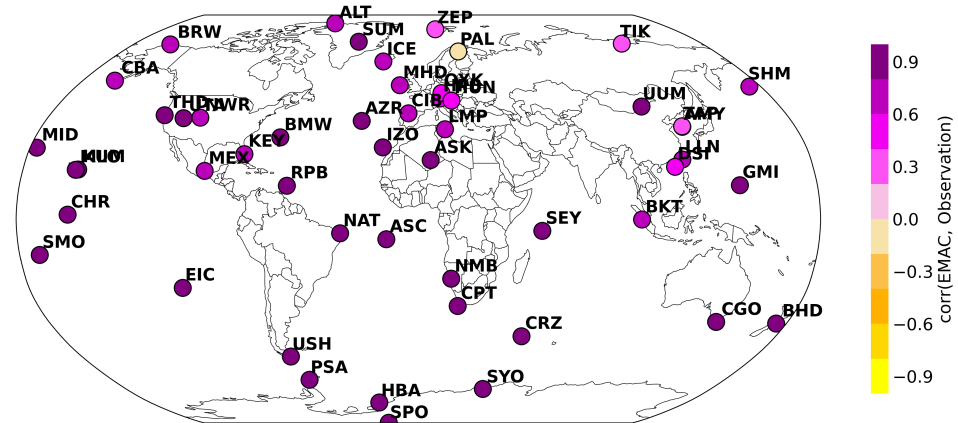 ALT
ZEP
BRW
SUM
PAL
TIK
ICE
CBA
MHD
SHM
UUM
THD
NWR
AZR
CIB
LMP
BMW
KEY
IZO
ASK
MEX
LLN
DSI
MID
KUM
RPB
GMI
CHR
BKT
NAT
ASC
SEY
SMO
EIC
NMB
CPT
CGO
BHD
CRZ
USH
PSA
HBA
SYO
SPO
0.9
0.6
0.3
0.0
−0.3
−0.6
−0.9
corr(EMAC, Observation)